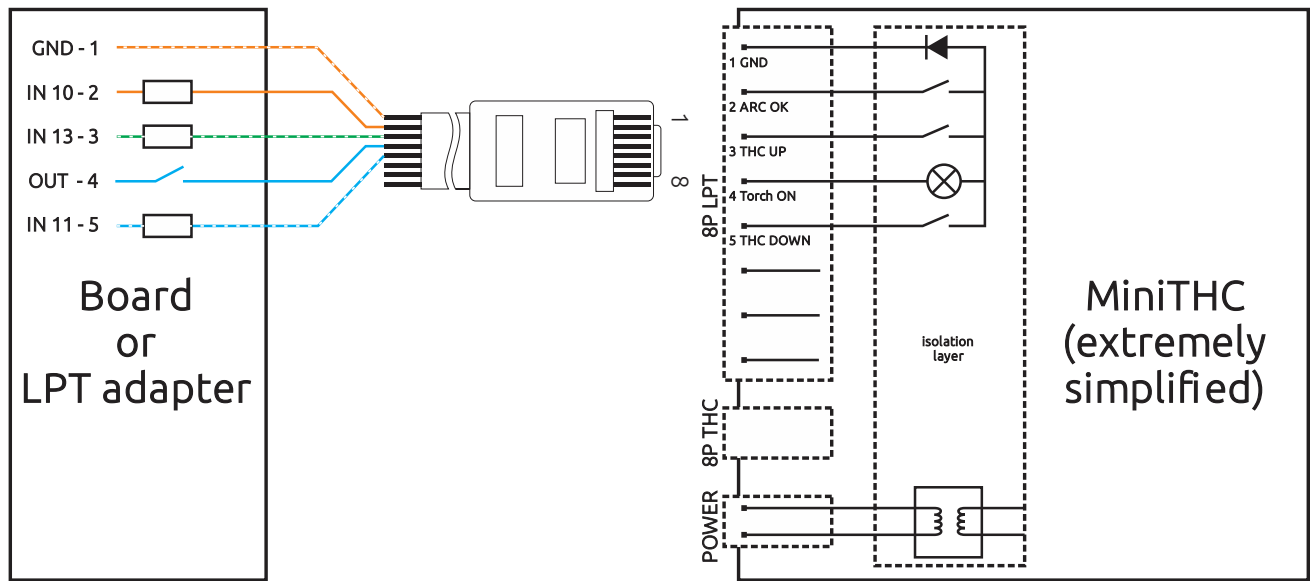 GND - 1
IN 10 - 2
IN 13 - 3
OUT - 4
IN 11 - 5
Board
or
LPT adapter
1
8
8P LPT
1 GND
2 ARC OK
3 THC UP
4 Torch ON
5 THC DOWN
8P THC
POWER
isolation
layer
MiniTHC
(extremely
simplified)